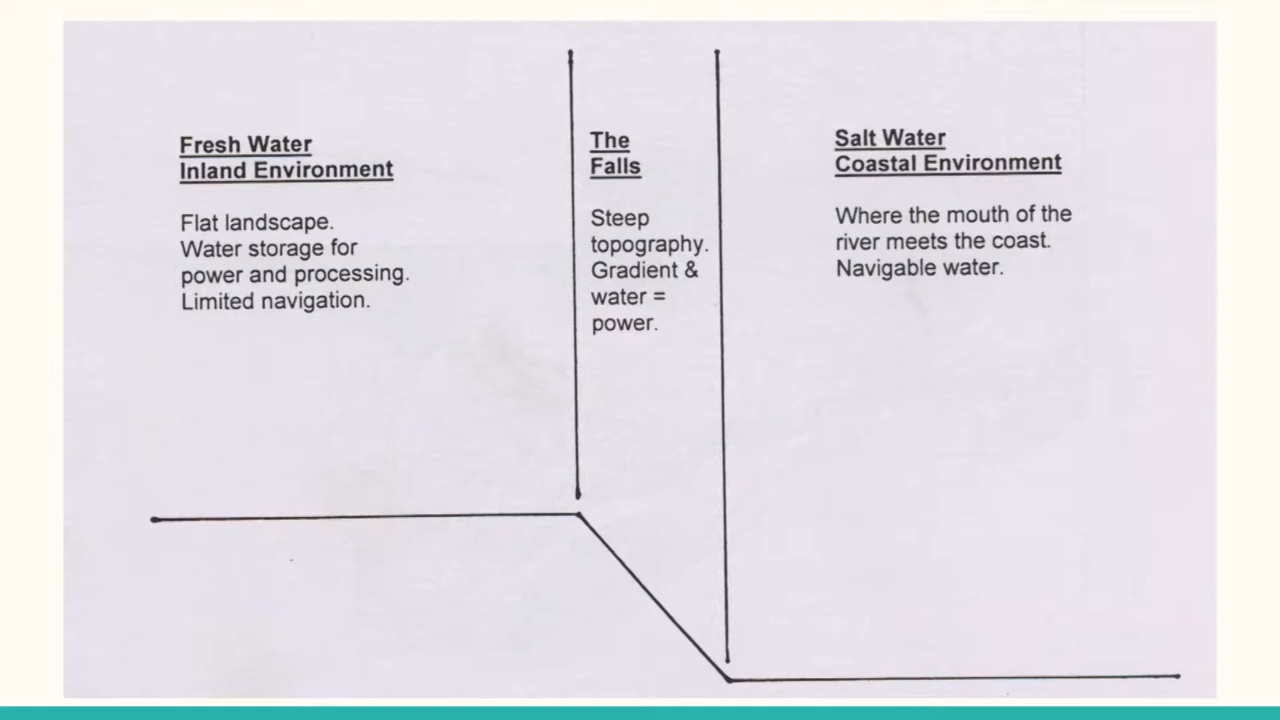 Fresh Water
Inland Environment
Flat landscape.
Water storage for
power and processing.
Limited navigation.
The
Falls
Steep
topography.
Gradient &
water =
power.
Salt Water
Coastal Environment
Where the mouth of the
river meets the coast.
Navigable water.